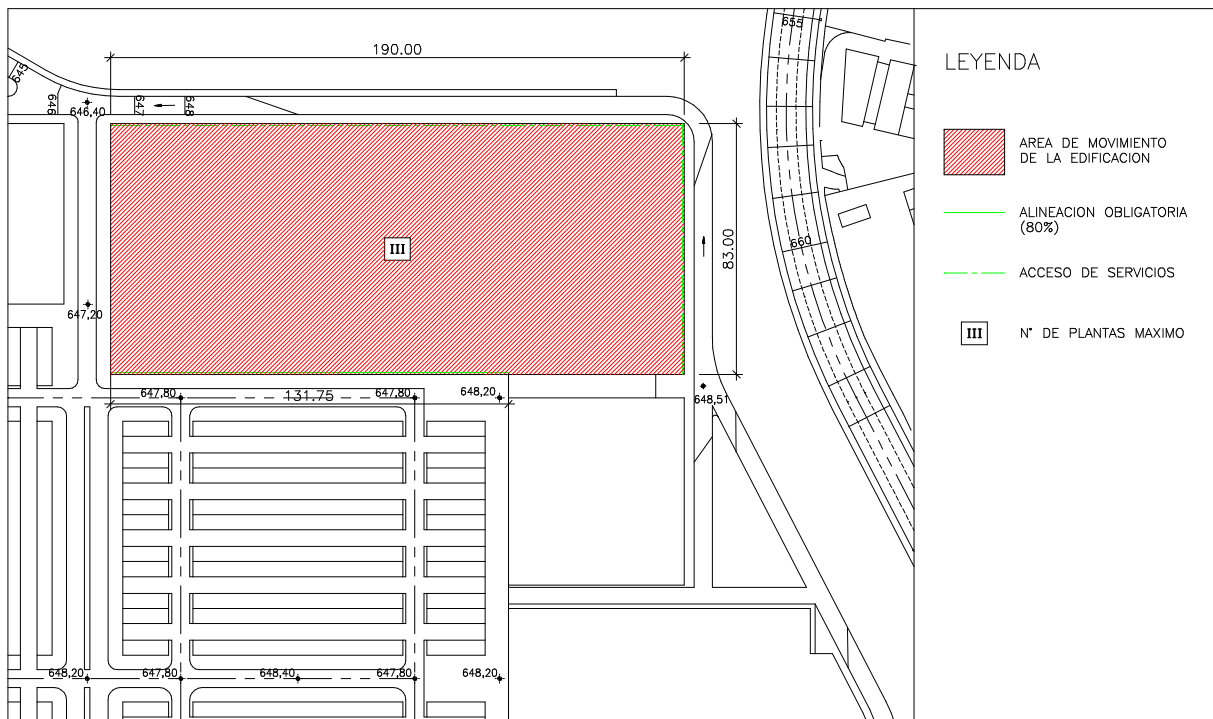 655
190.00
LEYENDA
645
646
647
648
646,40
AREA DE MOVIMIENTO
DE LA EDIFICACION
ALINEACION OBLIGATORIA
(80%)
III
83.00
660
ACCESO DE SERVICIOS
647,20
III
N° DE PLANTAS MAXIMO
647,80
131.75
647,80
648,20
648,51
648,20
647,80
648,40
647,80
648,20